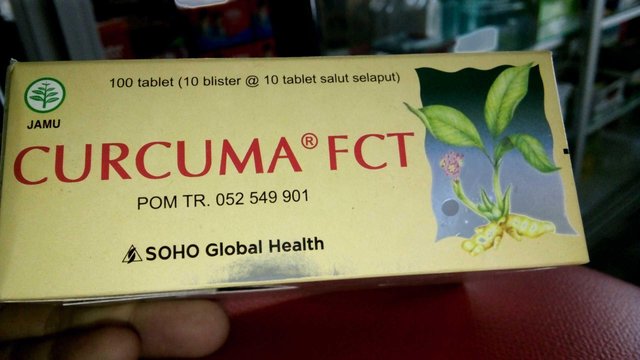 100 tablet (10 blister @ 10 tablet salut selaput)
JAMU
CURCUMA® FCT
POM TR. 052 549 901
SOHO Global Health